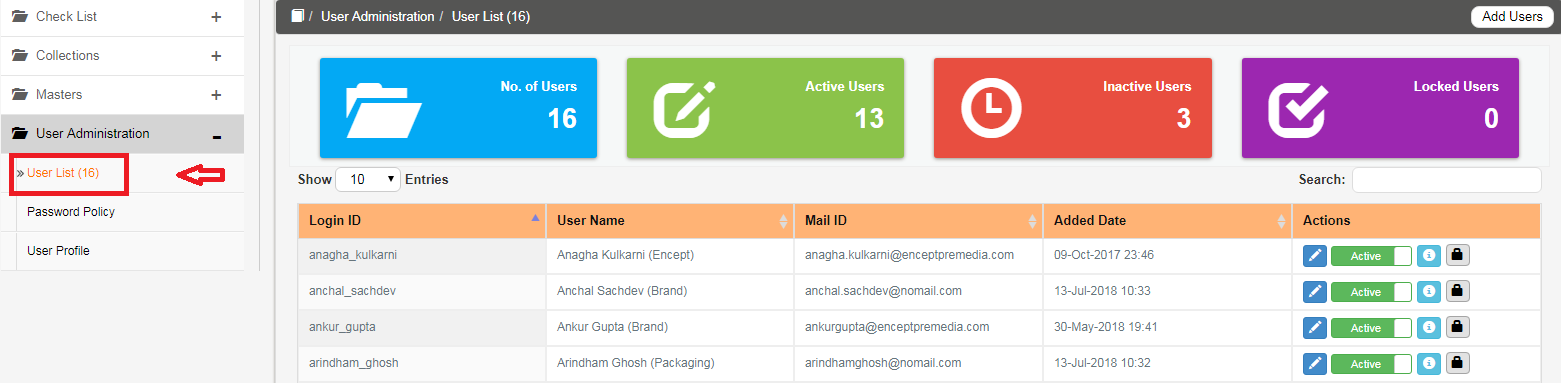 Check List +
Collections +
Masters +
User Administration -
» User List (16)
Password Policy
User Profile
/ User Administration / User List (16) Add Users
No. of Users
16
Active Users
13
Inactive Users
3
Locked Users
0
Show 10 Entries Search:
Login ID User Name Mail ID Added Date Actions
anagha_kulkarni Anagha Kulkarni (Encept) anagha.kulkarni@enceptpremedia.com 09-Oct-2017 23:46 Active
anchal_sachdev Anchal Sachdev (Brand) anchal.sachdev@nomail.com 13-Jul-2018 10:33 Active
ankur_gupta Ankur Gupta (Brand) ankurgupta@enceptpremedia.com 30-May-2018 19:41 Active
arindham_ghosh Arindham Ghosh (Packaging) arindhamghosh@nomail.com 13-Jul-2018 10:32 Active